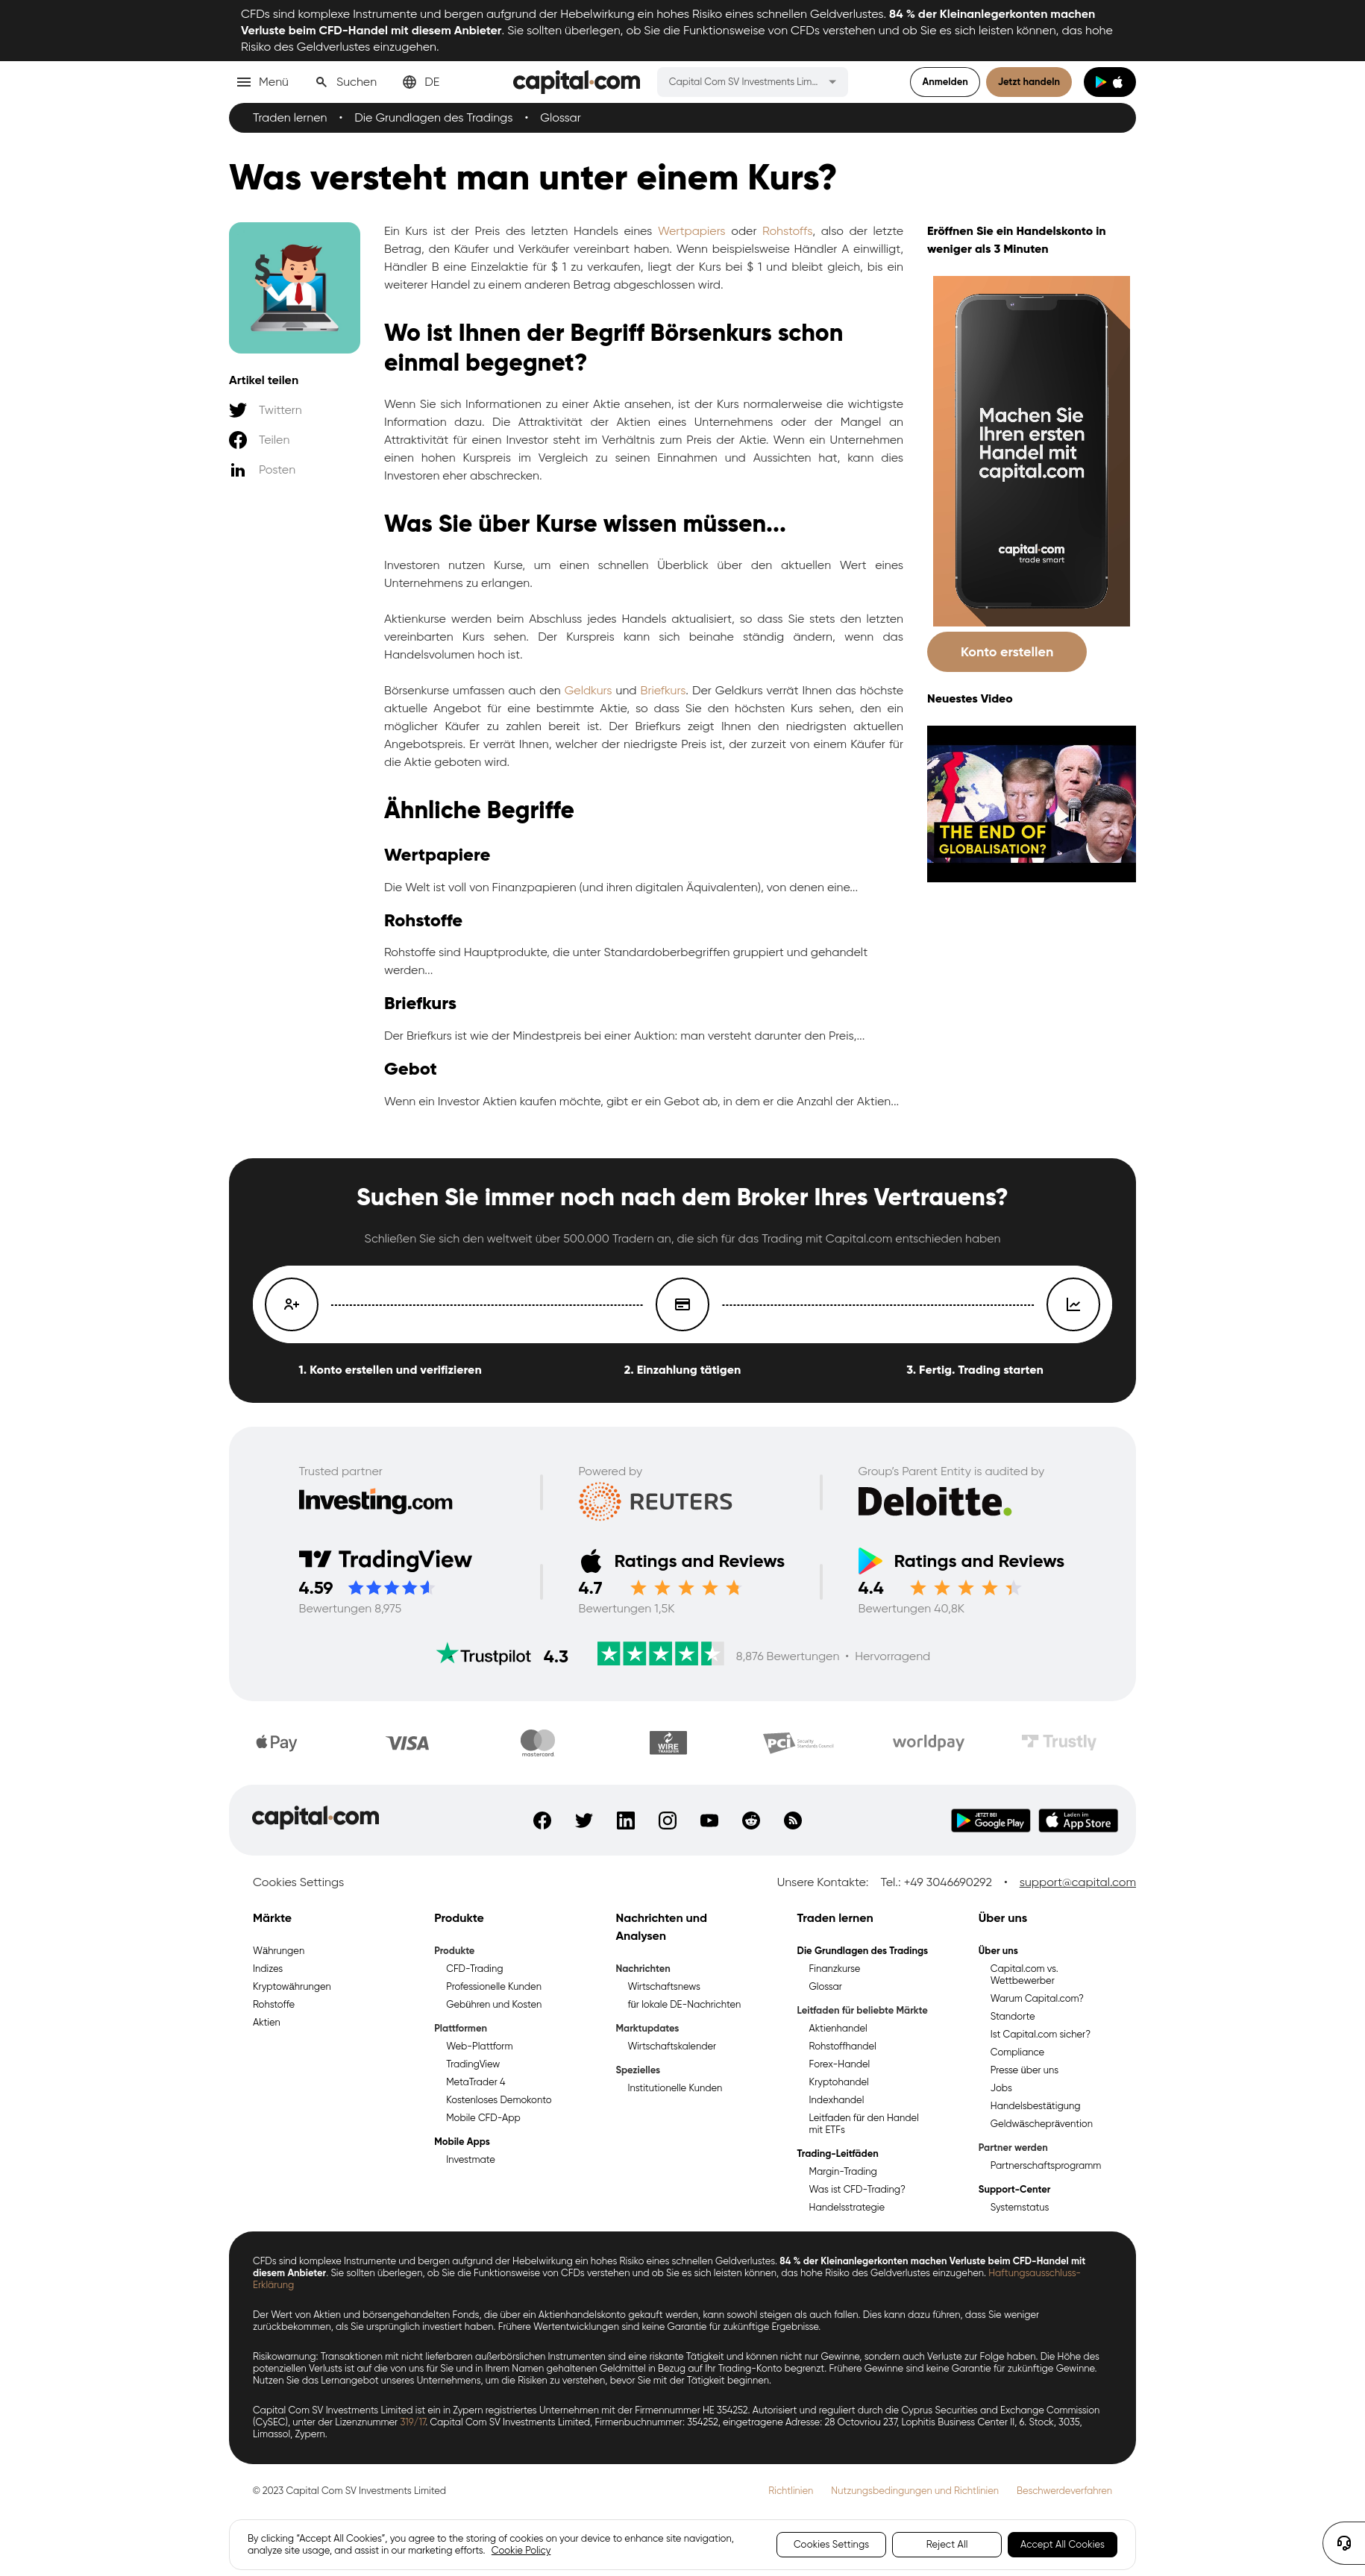 CFDs sind komplexe Instrumente und bergen aufgrund der Hebelwirkung ein hohes Risiko eines schnellen Geldverlustes. 84 % der Kleinanlegerkonten machen
Verluste beim CFD-Handel mit diesem Anbieter. Sie sollten überlegen, ob Sie die Funktionsweise von CFDs verstehen und ob Sie es sich leisten können, das hohe
Risiko des Geldverlustes einzugehen.
Menü
Suchen
DE
capital.com
Capital Com SV Investments Lim...
Anmelden
Jetzt handeln
Traden lernen • Die Grundlagen des Tradings • Glossar
Was versteht man unter einem Kurs?
Artikel teilen
Twittern
Teilen
Posten
Ein Kurs ist der Preis des letzten Handels eines Wertpapiers oder Rohstoffs, also der letzte
Betrag, den Käufer und Verkäufer vereinbart haben. Wenn beispielsweise Händler A einwilligt,
Händler B eine Einzelaktie für $ 1 zu verkaufen, liegt der Kurs bei $ 1 und bleibt gleich, bis ein
weiterer Handel zu einem anderen Betrag abgeschlossen wird.
Wo ist Ihnen der Begriff Börsenkurs schon
einmal begegnet?
Wenn Sie sich Informationen zu einer Aktie ansehen, ist der Kurs normalerweise die wichtigste
Information dazu. Die Attraktivität der Aktien eines Unternehmens oder der Mangel an
Attraktivität für einen Investor steht im Verhältnis zum Preis der Aktie. Wenn ein Unternehmen
einen hohen Kurspreis im Vergleich zu seinen Einnahmen und Aussichten hat, kann dies
Investoren eher abschrecken.
Was Sie über Kurse wissen müssen...
Investoren nutzen Kurse, um einen schnellen Überblick über den aktuellen Wert eines
Unternehmens zu erlangen.
Aktienkurse werden beim Abschluss jedes Handels aktualisiert, so dass Sie stets den letzten
vereinbarten Kurs sehen. Der Kurspreis kann sich beinahe ständig ändern, wenn das
Handelsvolumen hoch ist.
Börsenkurse umfassen auch den Geldkurs und Briefkurs. Der Geldkurs verrät Ihnen das höchste
aktuelle Angebot für eine bestimmte Aktie, so dass Sie den höchsten Kurs sehen, den ein
möglicher Käufer zu zahlen bereit ist. Der Briefkurs zeigt Ihnen den niedrigsten aktuellen
Angebotspreis. Er verrät Ihnen, welcher der niedrigste Preis ist, der zurzeit von einem Käufer für
die Aktie geboten wird.
Ähnliche Begriffe
Wertpapiere
Die Welt ist voll von Finanzpapieren (und ihren digitalen Äquivalenten), von denen eine...
Rohstoffe
Rohstoffe sind Hauptprodukte, die unter Standardoberbegriffen gruppiert und gehandelt
werden...
Briefkurs
Der Briefkurs ist wie der Mindestpreis bei einer Auktion: man versteht darunter den Preis,...
Gebot
Wenn ein Investor Aktien kaufen möchte, gibt er ein Gebot ab, in dem er die Anzahl der Aktien...
Eröffnen Sie ein Handelskonto in
weniger als 3 Minuten
Machen Sie
Ihren ersten
Handel mit
capital.com
capital.com
trade smart
Konto erstellen
Neuestes Video
THE END OF
GLOBALISATION?
Suchen Sie immer noch nach dem Broker Ihres Vertrauens?
Schließen Sie sich den weltweit über 500.000 Tradern an, die sich für das Trading mit Capital.com entschieden haben
1. Konto erstellen und verifizieren
2. Einzahlung tätigen
3. Fertig. Trading starten
Trusted partner
Investing.com
Powered by
REUTERS
Group's Parent Entity is audited by
Deloitte.
TradingView
4.59
Bewertungen 8,975
Ratings and Reviews
4.7
Bewertungen 1,5K
Ratings and Reviews
4.4
Bewertungen 40,8K
Trustpilot 4.3
8,876 Bewertungen • Hervorragend
Pay
VISA
mastercard
WIRE
TRANSFER
PCI Security
Standards Council
worldpay
Trustly
capital.com
JETZT BEI
Google Play
Laden im
App Store
Cookies Settings
Unsere Kontakte: Tel.: +49 3046690292 • support@capital.com
Märkte
Währungen
Indizes
Kryptowährungen
Rohstoffe
Aktien
Produkte
Produkte
CFD-Trading
Professionelle Kunden
Gebühren und Kosten
Plattformen
Web-Plattform
TradingView
MetaTrader 4
Kostenloses Demokonto
Mobile CFD-App
Mobile Apps
Investmate
Nachrichten und
Analysen
Nachrichten
Wirtschaftsnews
für lokale DE-Nachrichten
Marktupdates
Wirtschaftskalender
Spezielles
Institutionelle Kunden
Traden lernen
Die Grundlagen des Tradings
Finanzkurse
Glossar
Leitfaden für beliebte Märkte
Aktienhandel
Rohstoffhandel
Forex-Handel
Kryptohandel
Indexhandel
Leitfaden für den Handel
mit ETFs
Trading-Leitfäden
Margin-Trading
Was ist CFD-Trading?
Handelsstrategie
Über uns
Über uns
Capital.com vs.
Wettbewerber
Warum Capital.com?
Standorte
Ist Capital.com sicher?
Compliance
Presse über uns
Jobs
Handelsbestätigung
Geldwäscheprävention
Partner werden
Partnerschaftsprogramm
Support-Center
Systemstatus
CFDs sind komplexe Instrumente und bergen aufgrund der Hebelwirkung ein hohes Risiko eines schnellen Geldverlustes. 84 % der Kleinanlegerkonten machen Verluste beim CFD-Handel mit
diesem Anbieter. Sie sollten überlegen, ob Sie die Funktionsweise von CFDs verstehen und ob Sie es sich leisten können, das hohe Risiko des Geldverlustes einzugehen. Haftungsausschluss-
Erklärung
Der Wert von Aktien und börsengehandelten Fonds, die über ein Aktienhandelskonto gekauft werden, kann sowohl steigen als auch fallen. Dies kann dazu führen, dass Sie weniger
zurückbekommen, als Sie ursprünglich investiert haben. Frühere Wertentwicklungen sind keine Garantie für zukünftige Ergebnisse.
Risikowarnung: Transaktionen mit nicht lieferbaren außerbörslichen Instrumenten sind eine riskante Tätigkeit und können nicht nur Gewinne, sondern auch Verluste zur Folge haben. Die Höhe des
potenziellen Verlusts ist auf die von uns für Sie und in Ihrem Namen gehaltenen Geldmittel in Bezug auf Ihr Trading-Konto begrenzt. Frühere Gewinne sind keine Garantie für zukünftige Gewinne.
Nutzen Sie das Lernangebot unseres Unternehmens, um die Risiken zu verstehen, bevor Sie mit der Tätigkeit beginnen.
Capital Com SV Investments Limited ist ein in Zypern registriertes Unternehmen mit der Firmennummer HE 354252. Autorisiert und reguliert durch die Cyprus Securities and Exchange Commission
(CySEC), unter der Lizenznummer 319/17. Capital Com SV Investments Limited, Firmenbuchnummer: 354252, eingetragene Adresse: 28 Octovriou 237, Lophitis Business Center II, 6. Stock, 3035,
Limassol, Zypern.
© 2023 Capital Com SV Investments Limited
Richtlinien Nutzungsbedingungen und Richtlinien Beschwerdeverfahren
By clicking "Accept All Cookies", you agree to the storing of cookies on your device to enhance site navigation,
analyze site usage, and assist in our marketing efforts. Cookie Policy
Cookies Settings
Reject All
Accept All Cookies